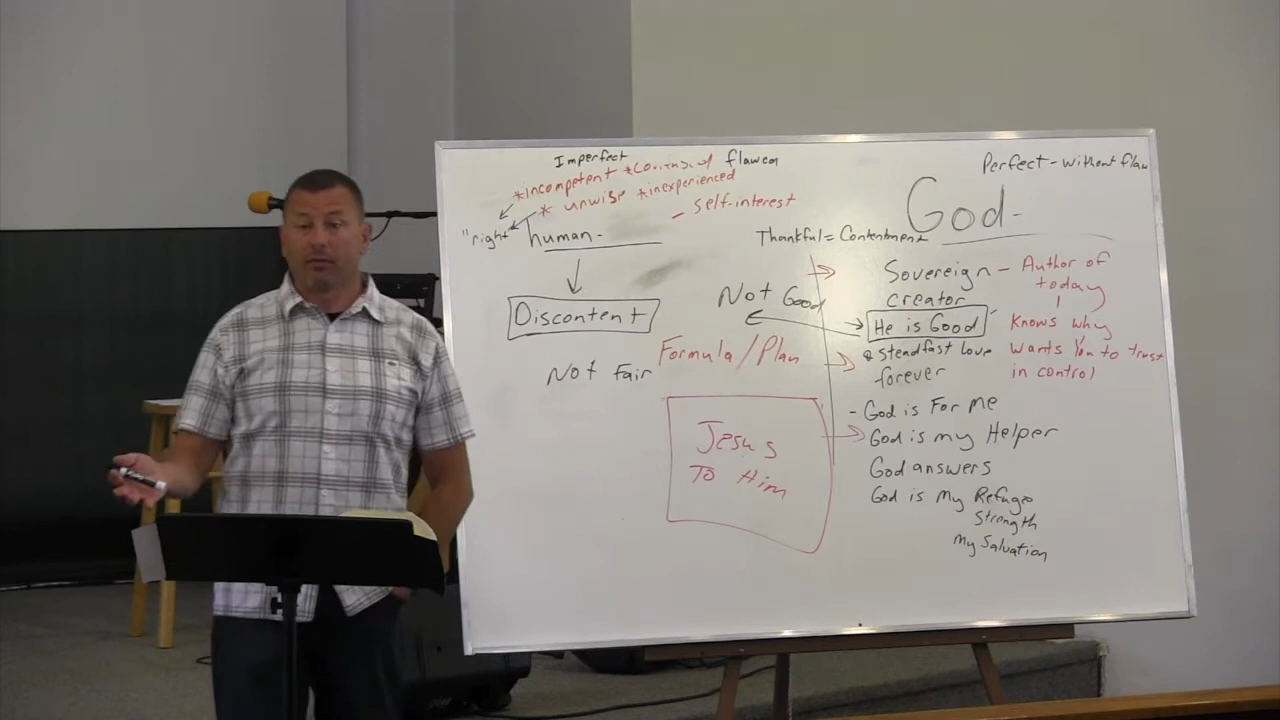 Imperfect
*incompetent flawed
* unwise *inexperienced
- self-interest
"right" human-
Discontent
Not Fair
Perfect-without flaw
God-
Thankful = Contentment
Sovereign - Author of
today
creator
Not Good
He is Good Knows why
Formula/Plan
steadfast Love Wants You to trust
forever in control
- God is For me
Jesus
To Him
God is my Helper
God answers
God is My Refuge
Strength
My Salvation